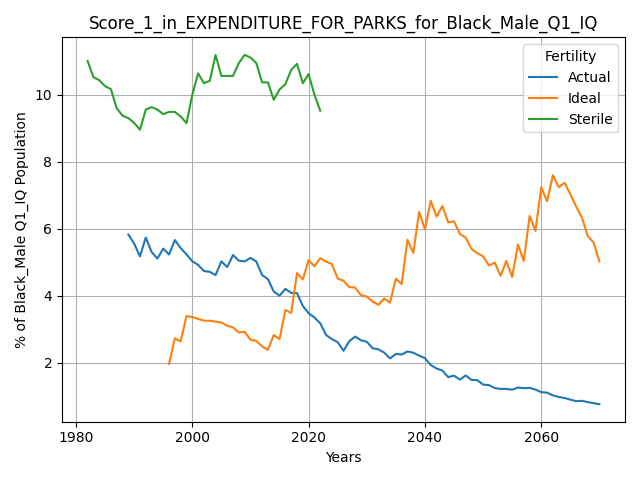 Score_1_in_EXPENDITURE_FOR_PARKS_for_Black_Male_Q1_IQ
Fertility
Actual
Ideal
Sterile
% of Black_Male Q1_IQ Population
10
8
6
4
2
1980
2000
2020
2040
2060
Years